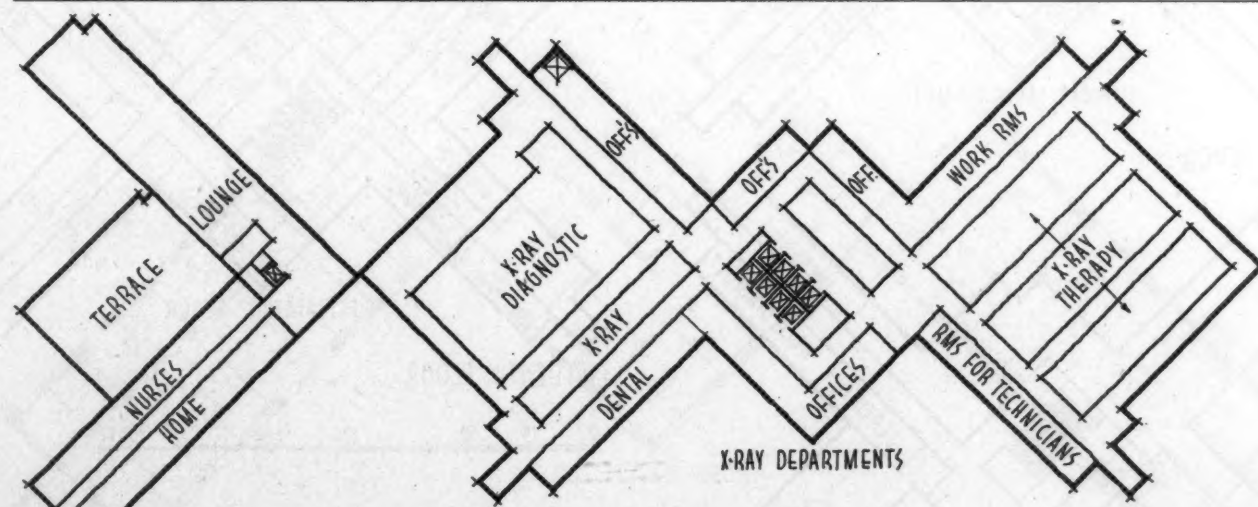 LOUNGE
TERRACE
NURSES
HOME
OFF'S
X-RAY
DIAGNOSTIC
X-RAY
DENTAL
OFF'S
OFF.
OFFICES
WORK RMS
X-RAY
THERAPY
RMS FOR TECHNICIANS
X-RAY DEPARTMENTS